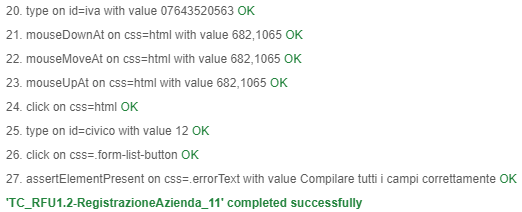 20. type on id=iva with value 07643520563 OK
21. mouseDownAt on css=html with value 682,1065 OK
22. mouseMoveAt on css=html with value 682,1065 OK
23. mouseUpAt on css=html with value 682,1065 OK
24. click on css=html OK
25. type on id=civico with value 12 OK
26. click on css=.form-list-button OK
27. assertElementPresent on css=.errorText with value Compilare tutti i campi correttamente OK
'TC_RFU1.2-RegistrazioneAzienda_11' completed successfully